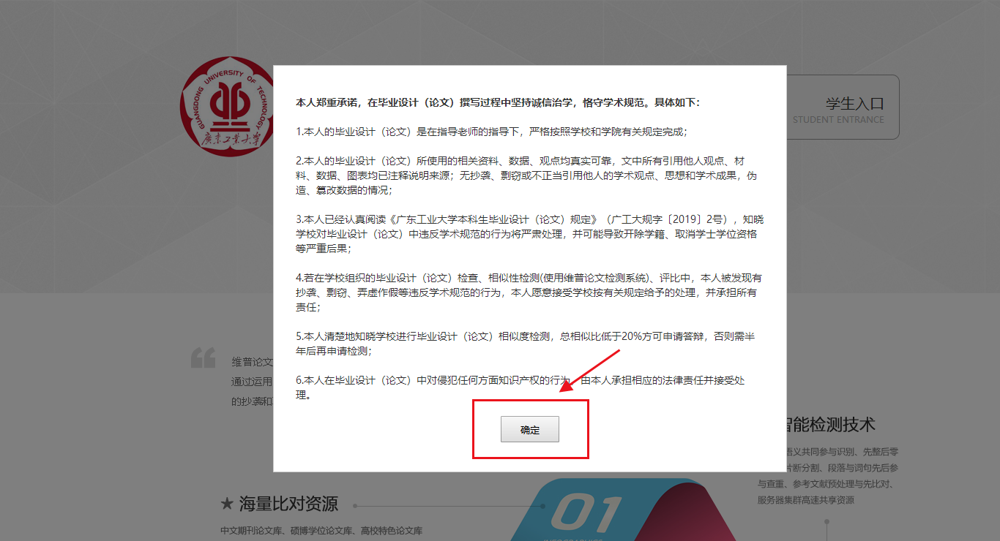 GUANGDONG UNIVERSITY OF TECHNOLOGY
广东工业大学
学生入口
STUDENT ENTRANCE
本人郑重承诺，在毕业设计（论文）撰写过程中坚持诚信治学，恪守学术规范。具体如下：
1.本人的毕业设计（论文）是在指导老师的指导下，严格按照学校和学院有关规定完成；
2.本人的毕业设计（论文）所使用的相关资料、数据、观点均真实可靠，文中所有引用他人观点、材
料、数据、图表均已注释说明来源；无抄袭、剽窃或不正当引用他人的学术观点、思想和学术成果，伪
造、篡改数据的情况；
3.本人已经认真阅读《广东工业大学本科生毕业设计（论文）规定》（广工大规字〔2019〕2号），知晓
学校对毕业设计（论文）中违反学术规范的行为将严肃处理，并可能导致开除学籍、取消学士学位资格
等严重后果；
4.若在学校组织的毕业设计（论文）检查、相似性检测(使用维普论文检测系统)、评比中，本人被发现有
抄袭、剽窃、弄虚作假等违反学术规范的行为，本人愿意接受学校按有关规定给予的处理，并承担所有
责任；
5.本人清楚地知晓学校进行毕业设计（论文）相似度检测，总相似比低于20%方可申请答辩，否则需半
年后再申请检测；
6.本人在毕业设计（论文）中对侵犯任何方面知识产权的行为，由本人承担相应的法律责任并接受处
理。
确定
维普论文
通过运用
的抄袭和
智能检测技术
语义共同参与识别、先整后零
片断分割、段落与词句先后参
与查重、参考文献预处理与先比对、
服务器集群高速共享资源
★ 海量比对资源
中文期刊论文库、硕博学位论文库、高校特色论文库
01